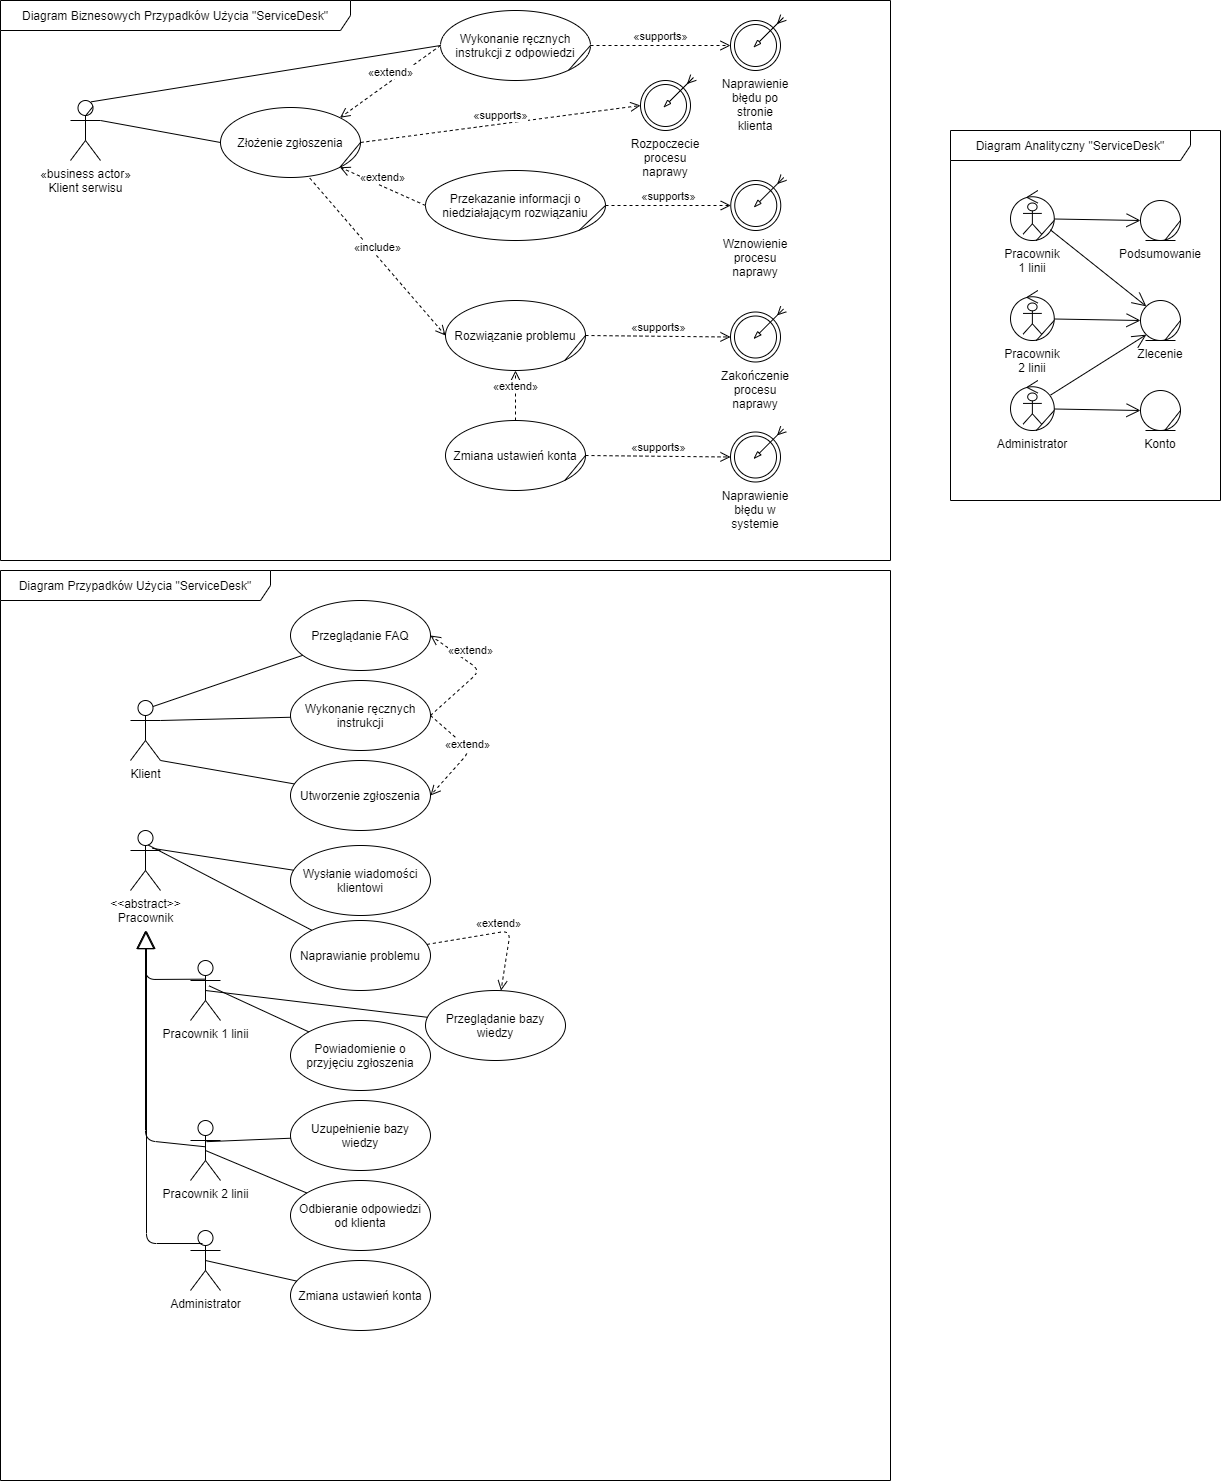 Diagram Biznesowych Przypadków Użycia "ServiceDesk"
Wykonanie ręcznych
instrukcji z odpowiedzi
«supports»
Naprawienie
błędu po
stronie
klienta
«extend»
«business actor»
Klient serwisu
Złożenie zgłoszenia
«supports»
Rozpoczecie
procesu
naprawy
«extend»
Przekazanie informacji o
niedziałającym rozwiązaniu
«supports»
Wznowienie
procesu
naprawy
«include»
Rozwiązanie problemu
«supports»
Zakończenie
procesu
naprawy
«extend»
Zmiana ustawień konta
«supports»
Naprawienie
błędu w
systemie
Diagram Analityczny "ServiceDesk"
Pracownik
1 linii
Podsumowanie
Pracownik
2 linii
Zlecenie
Administrator
Konto
Diagram Przypadków Użycia "ServiceDesk"
Przeglądanie FAQ
«extend»
Wykonanie ręcznych
instrukcji
«extend»
Klient
Utworzenie zgłoszenia
<<abstract>>
Pracownik
Wysłanie wiadomości
klientowi
«extend»
Naprawianie problemu
Pracownik 1 linii
Przeglądanie bazy
wiedzy
Powiadomienie o
przyjęciu zgłoszenia
Uzupełnienie bazy
wiedzy
Pracownik 2 linii
Odbieranie odpowiedzi
od klienta
Administrator
Zmiana ustawień konta